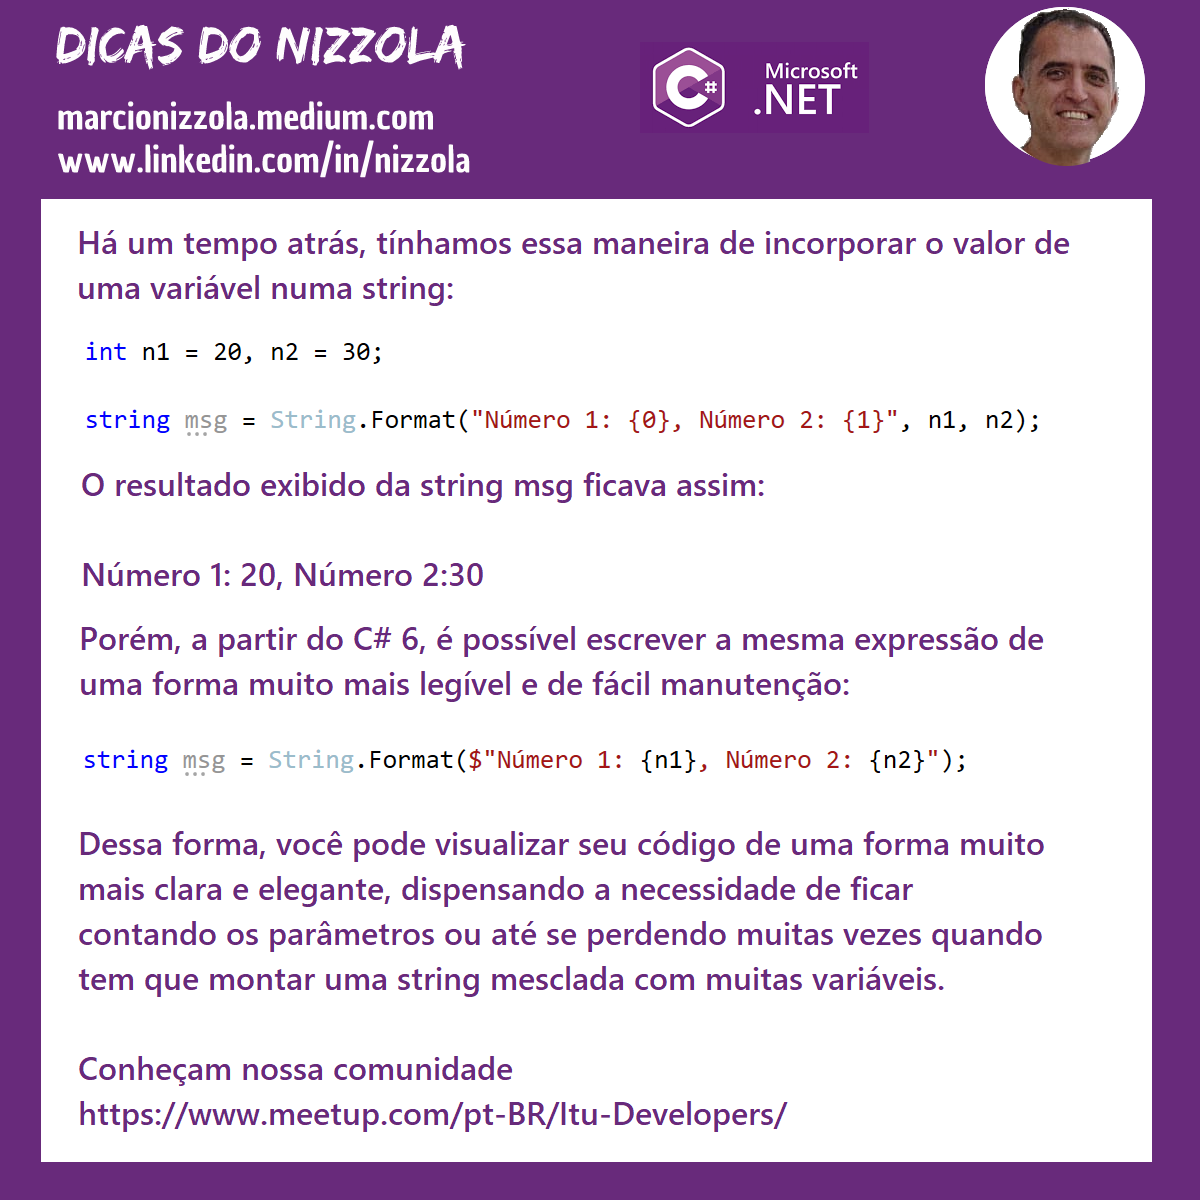 DICAS DO NIZZOLA
marcionizzola.medium.com
www.linkedin.com/in/nizzola
C#
Microsoft
.NET
Há um tempo atrás, tínhamos essa maneira de incorporar o valor de
uma variável numa string:
int n1 = 20, n2 = 30;
string msg = String.Format("Número 1: {0}, Número 2: {1}", n1, n2);
O resultado exibido da string msg ficava assim:
Número 1: 20, Número 2:30
Porém, a partir do C# 6, é possível escrever a mesma expressão de
uma forma muito mais legível e de fácil manutenção:
string msg = String.Format($"Número 1: {n1}, Número 2: {n2}");
Dessa forma, você pode visualizar seu código de uma forma muito
mais clara e elegante, dispensando a necessidade de ficar
contando os parâmetros ou até se perdendo muitas vezes quando
tem que montar uma string mesclada com muitas variáveis.
Conheçam nossa comunidade
https://www.meetup.com/pt-BR/Itu-Developers/